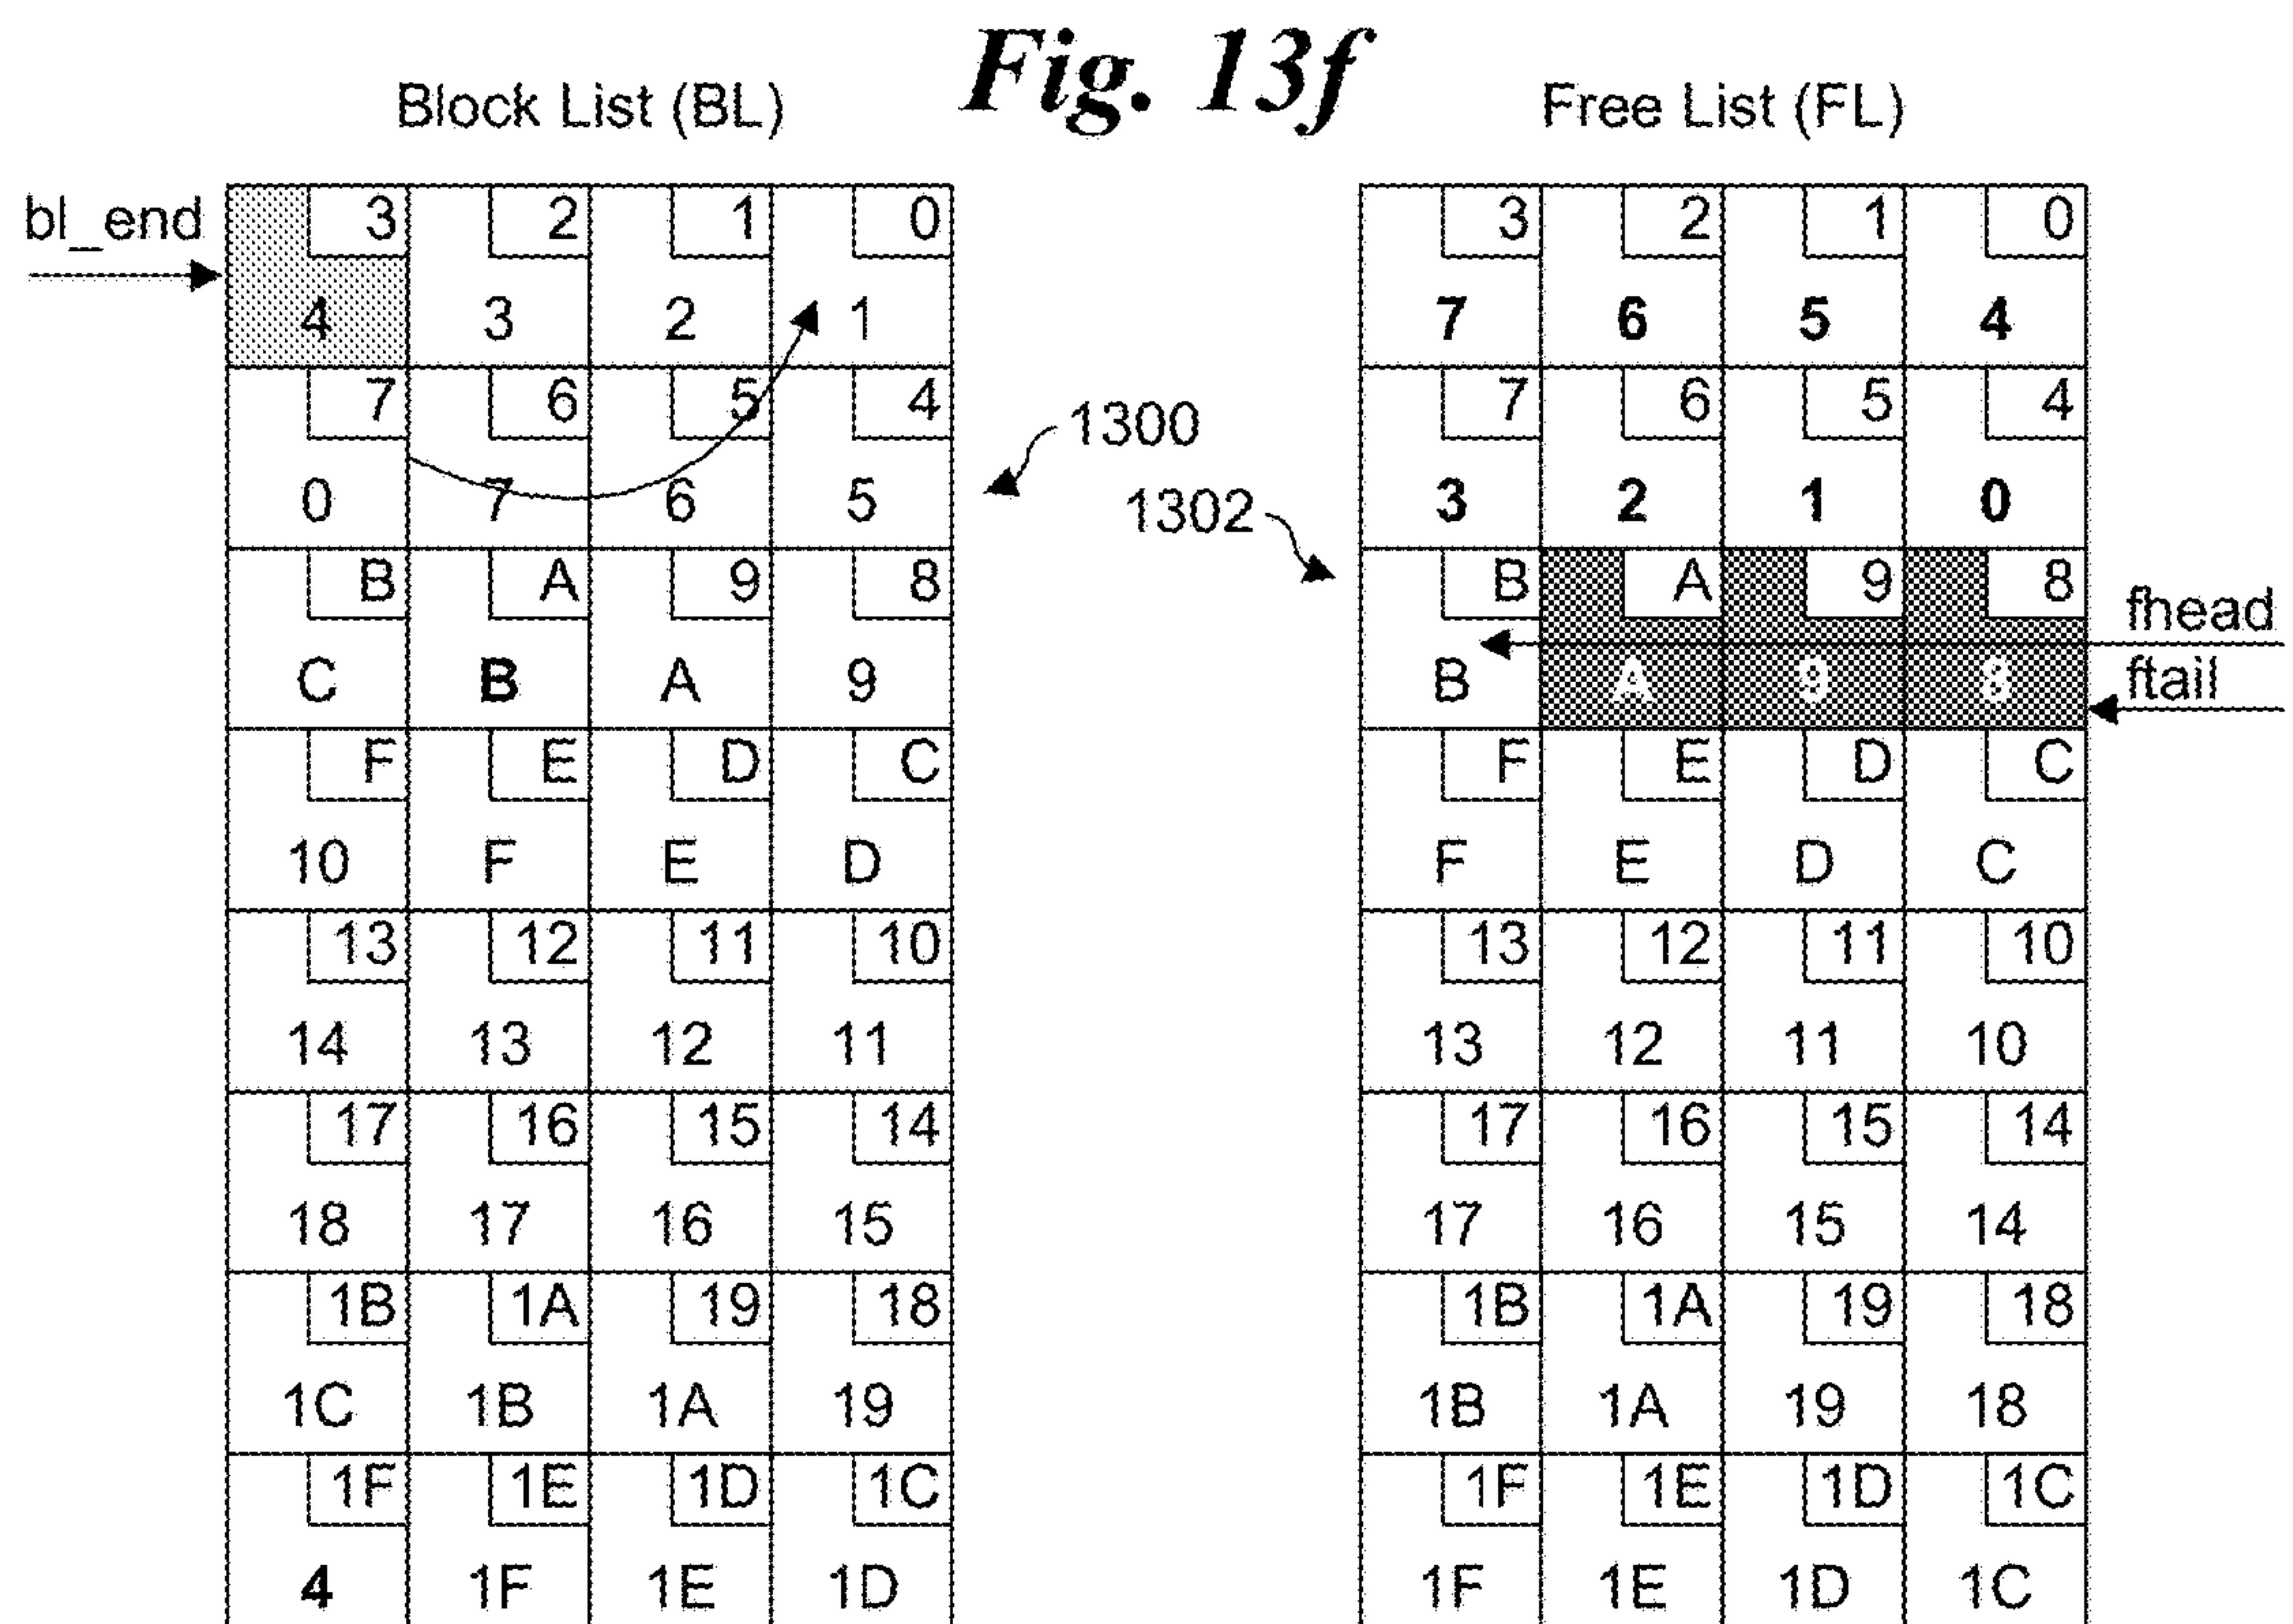 Fig. 13f
Block List (BL)
Free List (FL)
bl_end
3 2 1 0
4 3 2 1
7 6 5 4
0 7 6 5
B A 9 8
C B A 9
F E D C
10 F E D
13 12 11 10
14 13 12 11
17 16 15 14
18 17 16 15
1B 1A 19 18
1C 1B 1A 19
1F 1E 1D 1C
4 1F 1E 1D
1300
1302
3 2 1 0
7 6 5 4
7 6 5 4
3 2 1 0
B A 9 8
B A 9 8
F E D C
F E D C
13 12 11 10
13 12 11 10
17 16 15 14
17 16 15 14
1B 1A 19 18
1B 1A 19 18
1F 1E 1D 1C
1F 1E 1D 1C
fhead
ftail